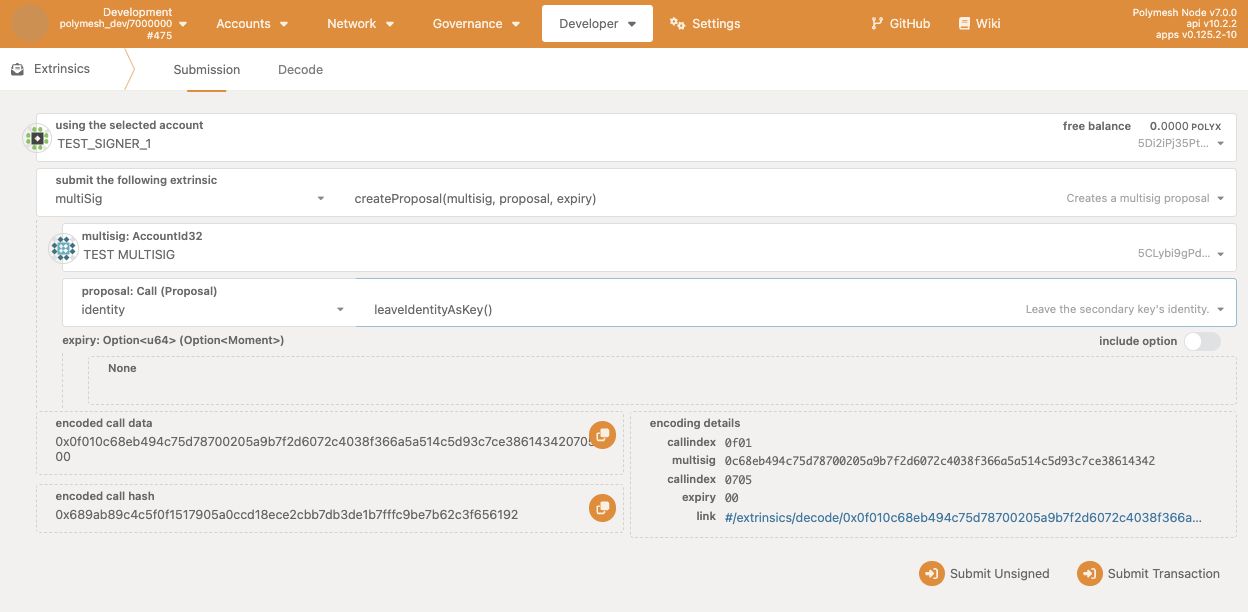 Development
polymesh_dev/7000000
#475
Accounts
Network
Governance
Developer
Settings
GitHub
Wiki
Polymesh Node v7.0.0
api v10.2.2
apps v0.125.2-10
Extrinsics
Submission
Decode
using the selected account
TEST_SIGNER_1
free balance 0.0000 POLYX
5Di2iPj35Pt...
submit the following extrinsic
multiSig
createProposal(multisig, proposal, expiry)
Creates a multisig proposal
multisig: AccountId32
TEST MULTISIG
5CLybi9gPd...
proposal: Call (Proposal)
identity
leaveIdentityAsKey()
Leave the secondary key's identity.
expiry: Option<u64> (Option<Moment>)
include option
None
encoded call data
0x0f010c68eb494c75d78700205a9b7f2d6072c4038f366a5a514c5d93c7ce386143420705
00
encoded call hash
0x689ab89c4c5f0f1517905a0ccd18ece2cbb7db3de1b7fffc9be7b62c3f656192
encoding details
callindex 0f01
multisig 0c68eb494c75d78700205a9b7f2d6072c4038f366a5a514c5d93c7ce38614342
callindex 0705
expiry 00
link #/extrinsics/decode/0x0f010c68eb494c75d78700205a9b7f2d6072c4038f366a...
Submit Unsigned
Submit Transaction